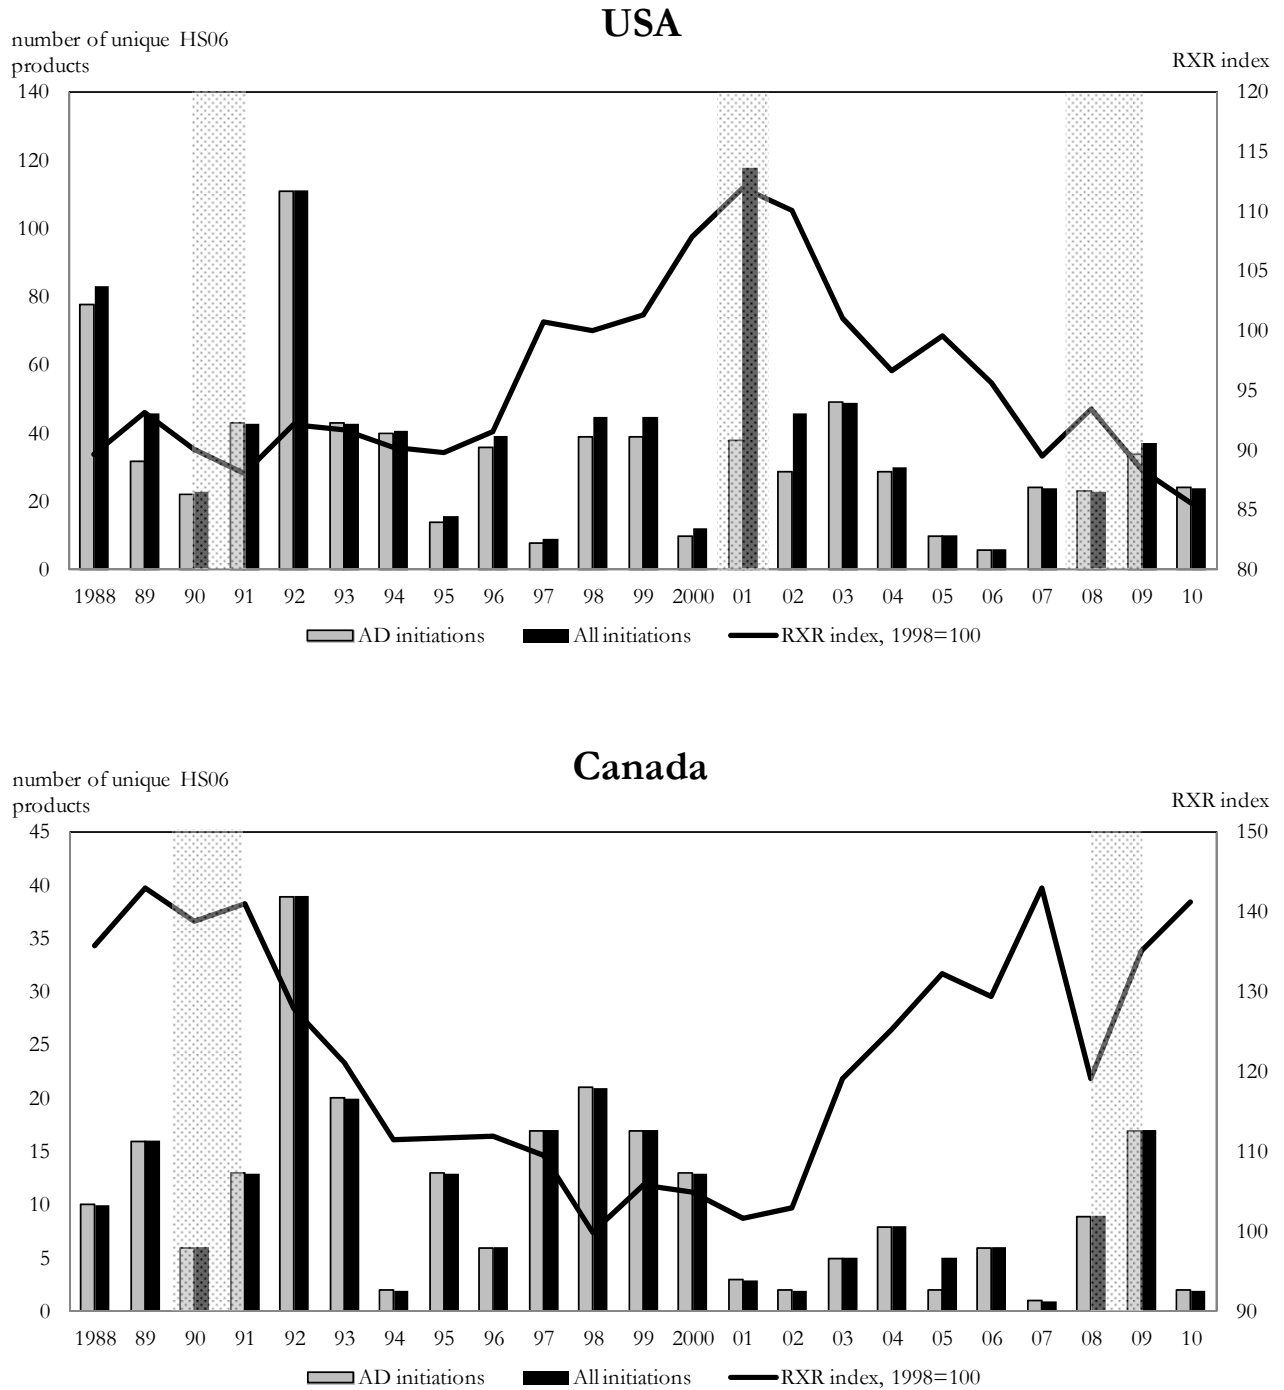 USA
number of unique HS06
products
RXR index
140
120
100
80
60
40
20
0
120
115
110
105
100
95
90
85
80
1988 89 90 91 92 93 94 95 96 97 98 99 2000 01 02 03 04 05 06 07 08 09 10
AD initiations All initiations RXR index, 1998=100
Canada
number of unique HS06
products
RXR index
45
40
35
30
25
20
15
10
5
0
150
140
130
120
110
100
90
1988 89 90 91 92 93 94 95 96 97 98 99 2000 01 02 03 04 05 06 07 08 09 10
AD initiations All initiations RXR index, 1998=100